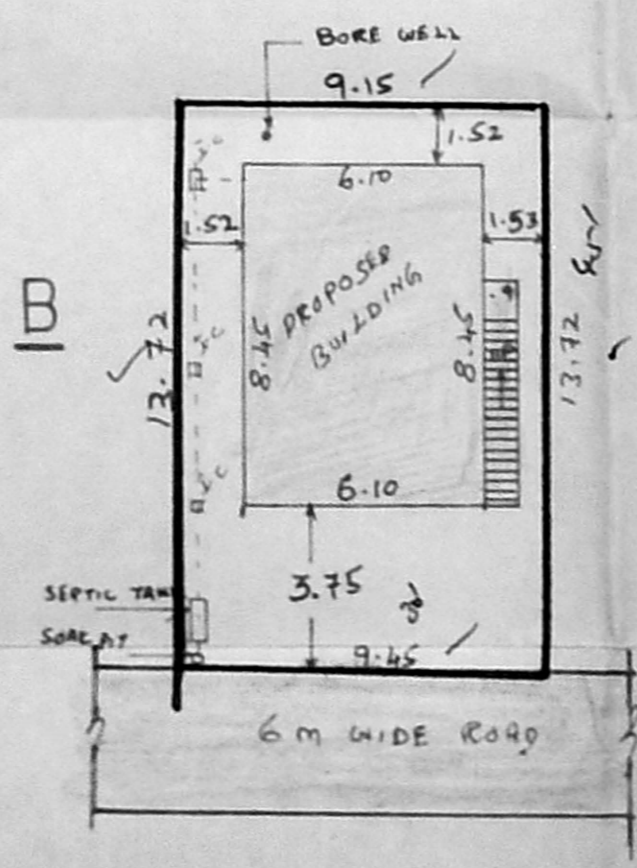 BORE WELL
9.15
1.52
6.10
1.52
1.53
B
PROPOSED
BUILDING
8.45
8.45
13.72
13.72
I.C
I.C
6.10
3.75
SEPTIC TANK
SOAK PIT
9.45
6 M WIDE ROAD